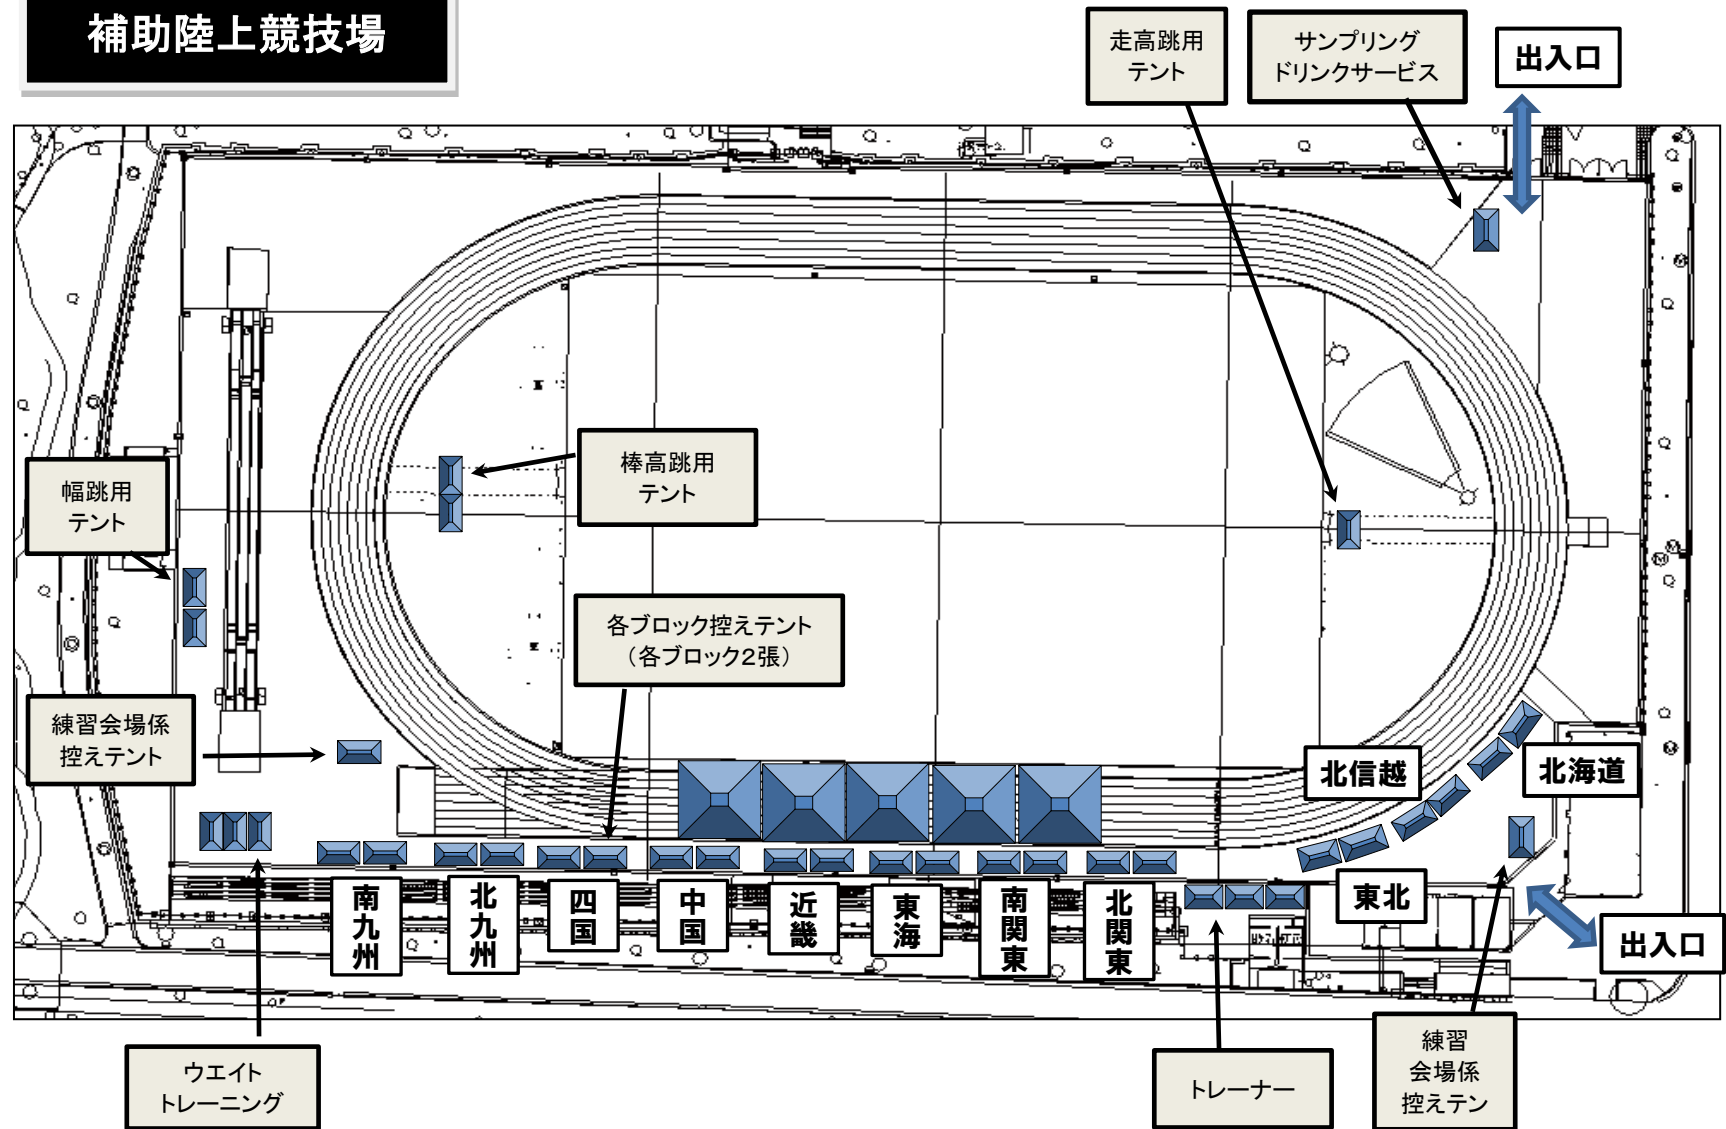 補助陸上競技場
走高跳用
テント
サンプリング
ドリンクサービス
出入口
棒高跳用
テント
幅跳用
テント
各ブロック控えテント
（各ブロック２張）
練習会場係
控えテント
北信越
北海道
南九州
北九州
四国
中国
近畿
東海
南関東
北関東
東北
出入口
ウエイト
トレーニング
トレーナー
練習
会場係
控えテン